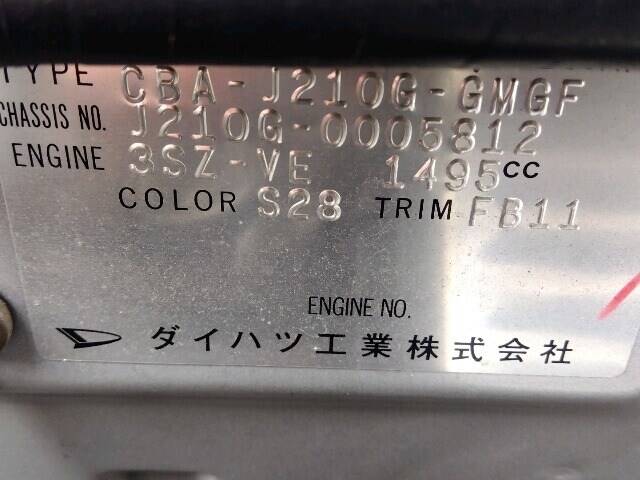 TYPE CBA-J210G-GMGF
CHASSIS NO. J210G-0005812
ENGINE 3SZ-VE 1495CC
COLOR S28 TRIM FB11
ENGINE NO.
ダイハツ工業株式会社